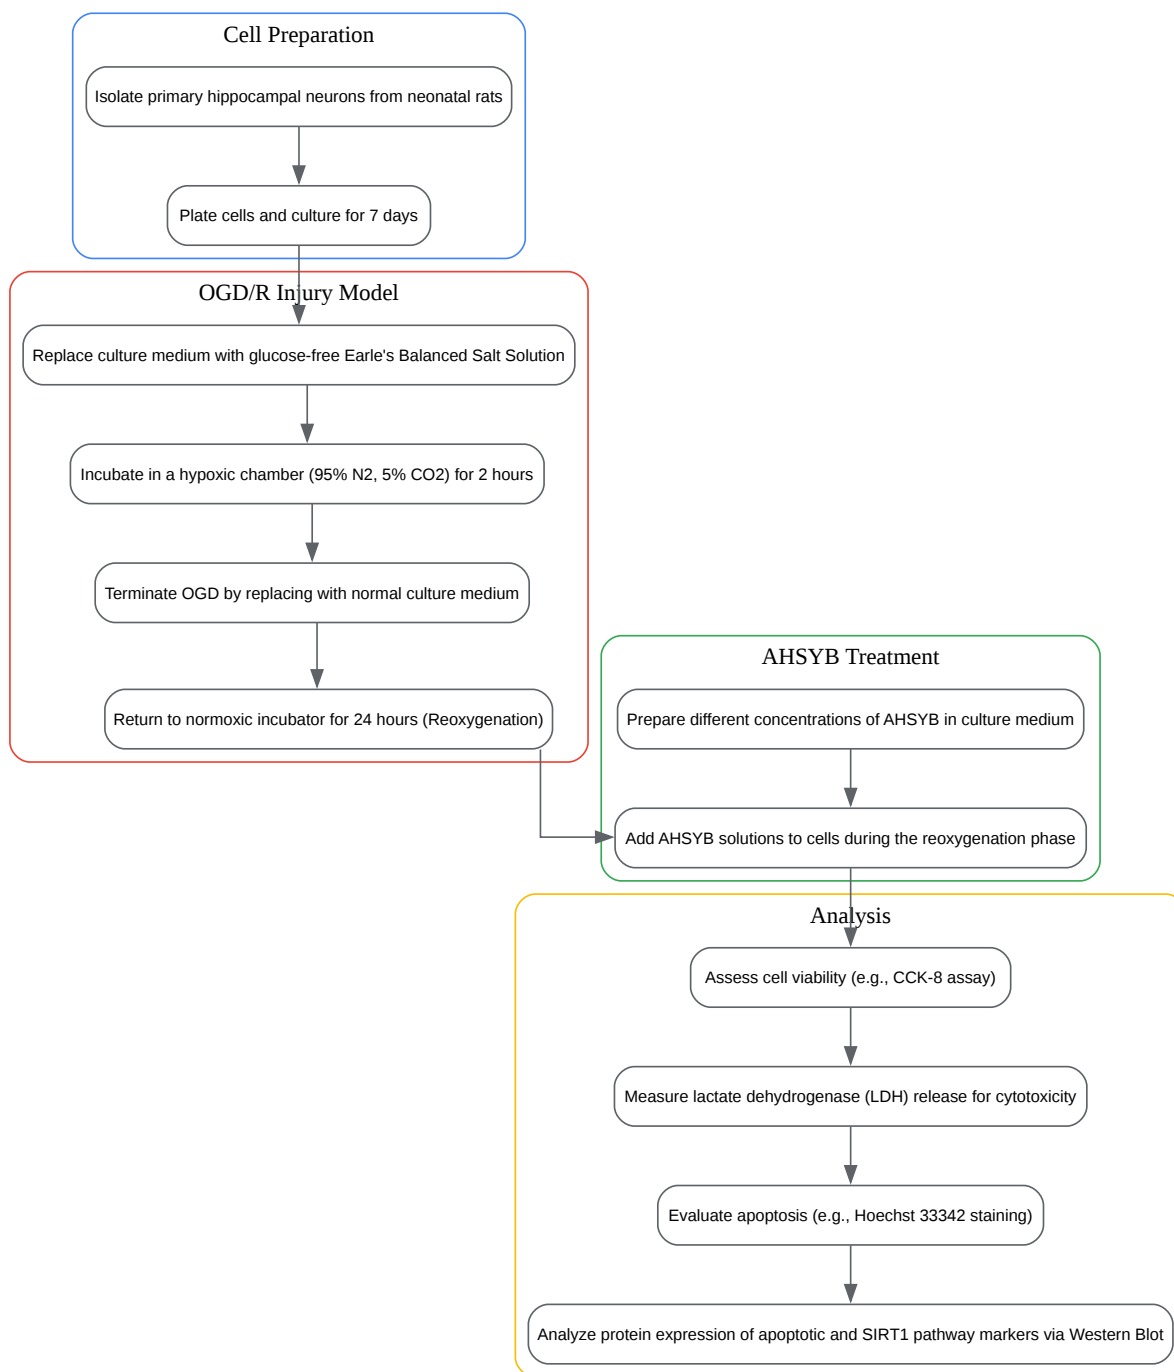 Cell Preparation
Isolate primary hippocampal neurons from neonatal rats
Plate cells and culture for 7 days
OGD/R Injury Model
Replace culture medium with glucose-free Earle's Balanced Salt Solution
Incubate in a hypoxic chamber (95% N2, 5% CO2) for 2 hours
Terminate OGD by replacing with normal culture medium
Return to normoxic incubator for 24 hours (Reoxygenation)
AHSYB Treatment
Prepare different concentrations of AHSYB in culture medium
Add AHSYB solutions to cells during the reoxygenation phase
Analysis
Assess cell viability (e.g., CCK-8 assay)
Measure lactate dehydrogenase (LDH) release for cytotoxicity
Evaluate apoptosis (e.g., Hoechst 33342 staining)
Analyze protein expression of apoptotic and SIRT1 pathway markers via Western Blot